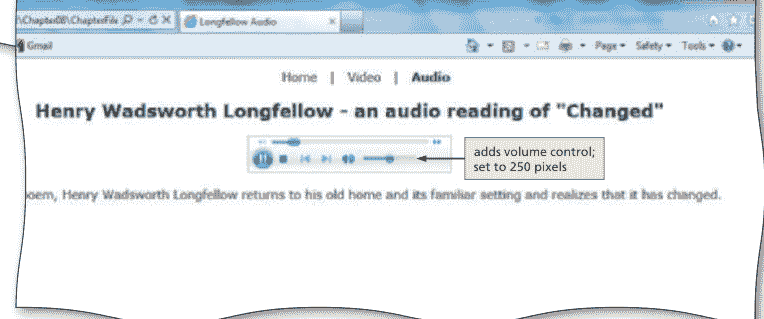 \Chapter08\ChapterFile
Longfellow Audio
Gmail
Page Safety Tools
Home | Video | Audio
Henry Wadsworth Longfellow - an audio reading of "Changed"
adds volume control;
set to 250 pixels
oem, Henry Wadsworth Longfellow returns to his old home and its familiar setting and realizes that it has changed.